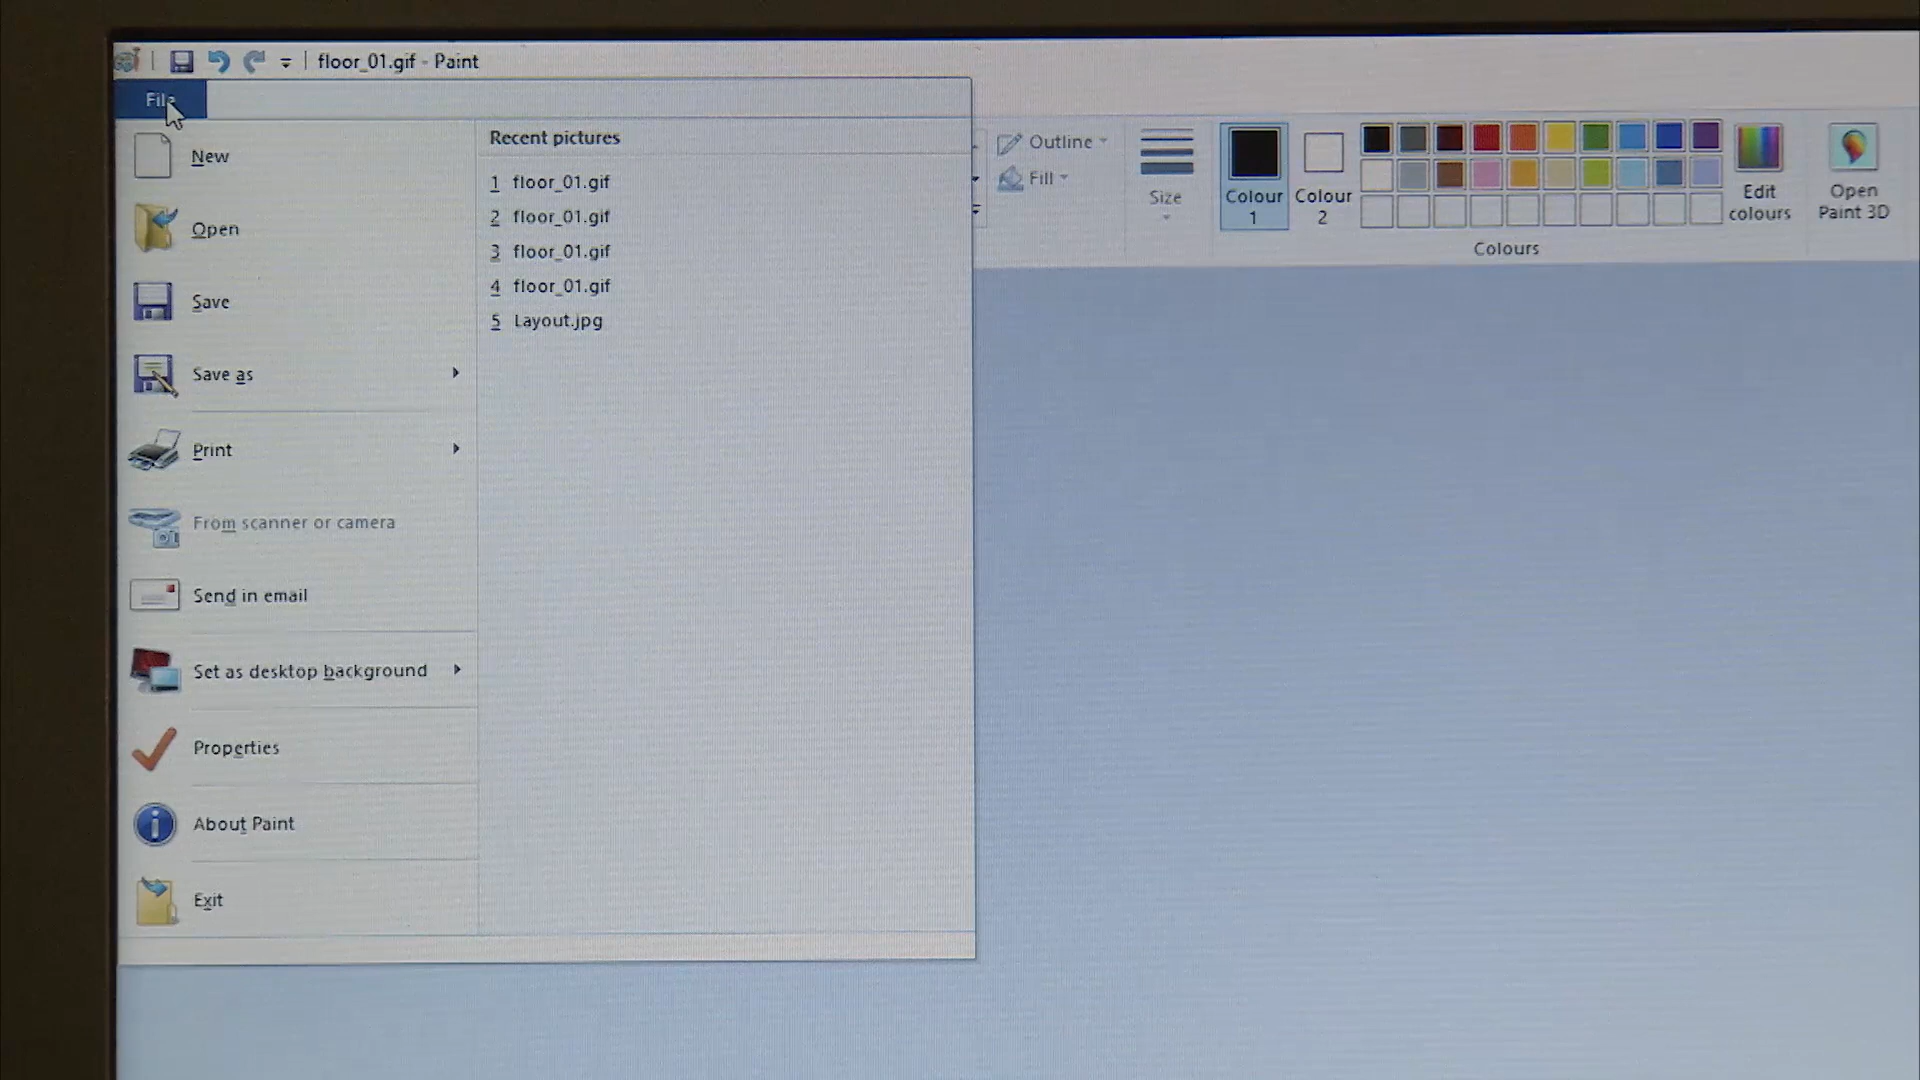 floor_01.gif - Paint
File
New
Open
Save
Save as
Print
From scanner or camera
Send in email
Set as desktop background
Properties
About Paint
Exit
Recent pictures
1 floor_01.gif
2 floor_01.gif
3 floor_01.gif
4 floor_01.gif
5 Layout.jpg
Outline
Fill
Size
Colour
1
Colour
2
Edit
colours
Open
Paint 3D
Colours